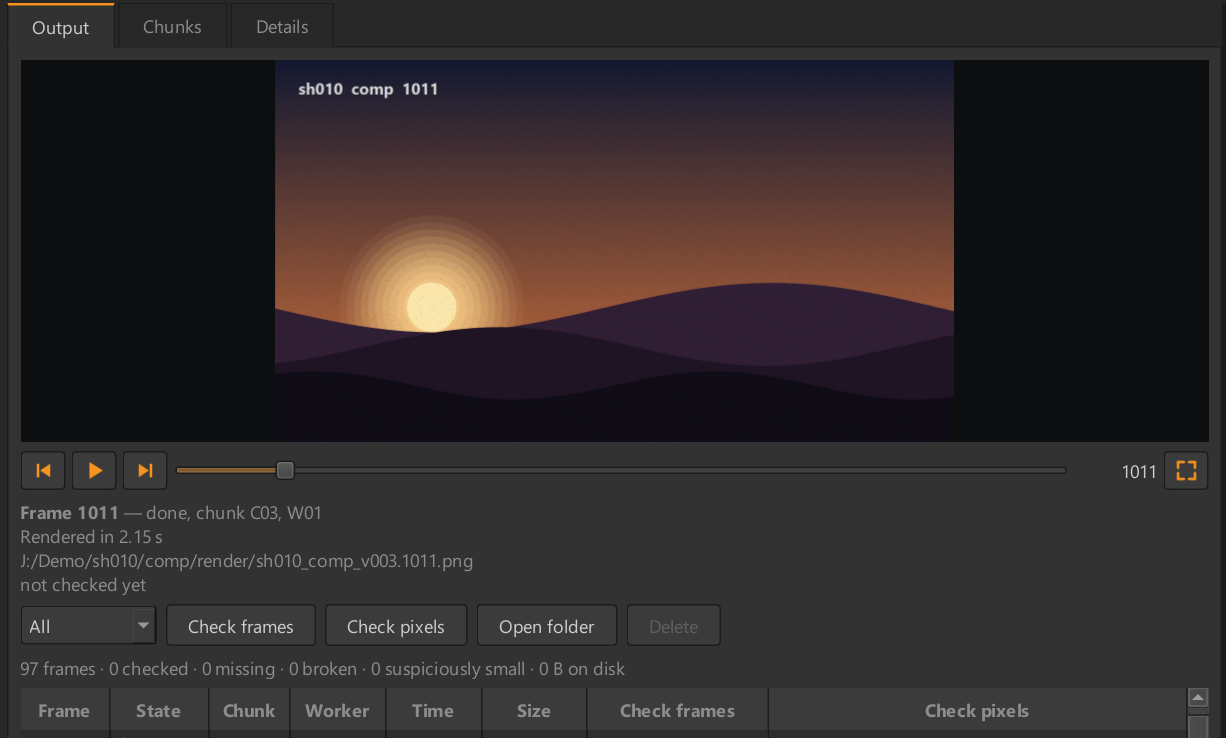 Output Chunks Details
sh010 comp 1011
1011
Frame 1011 — done, chunk C03, W01
Rendered in 2.15 s
J:/Demo/sh010/comp/render/sh010_comp_v003.1011.png
not checked yet
All Check frames Check pixels Open folder Delete
97 frames · 0 checked · 0 missing · 0 broken · 0 suspiciously small · 0 B on disk
Frame State Chunk Worker Time Size Check frames Check pixels